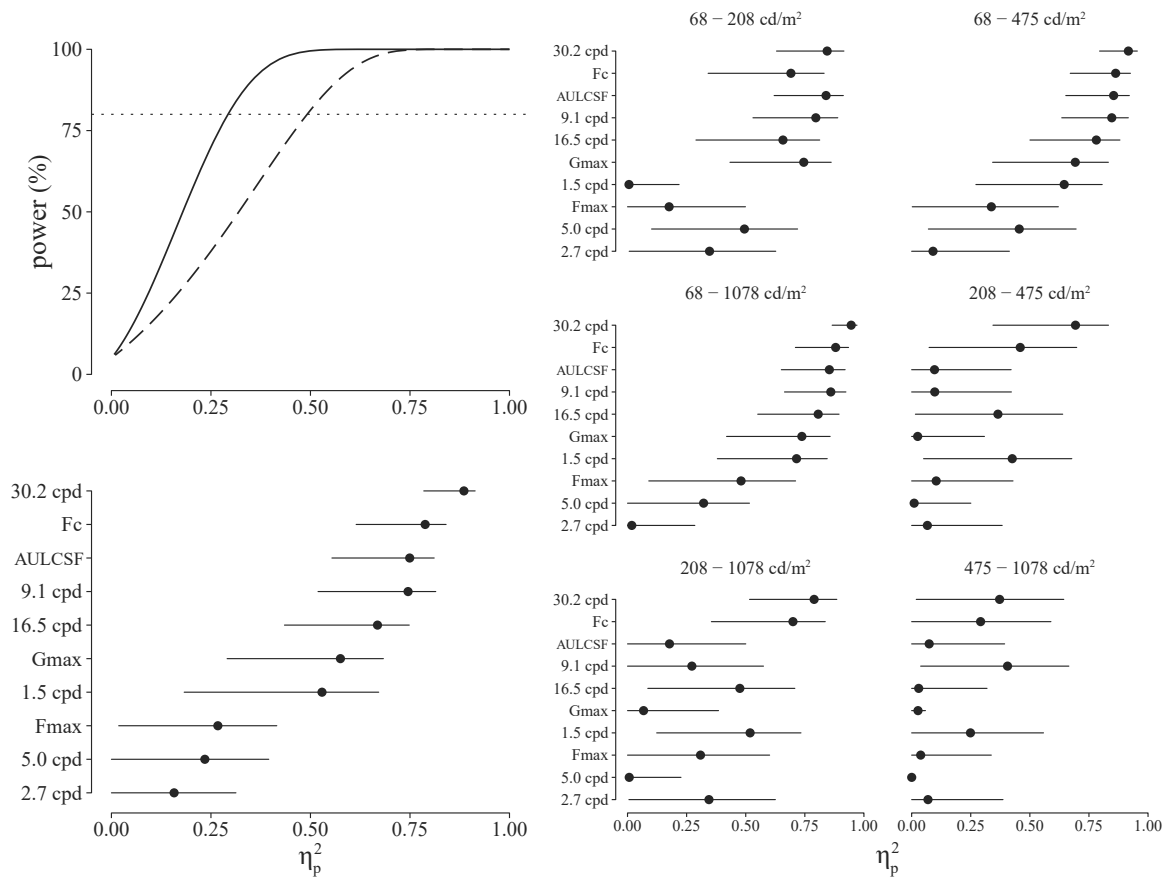 100
75
50
25
0
power (%)
0.00 0.25 0.50 0.75 1.00
30.2 cpd
Fc
AULCSF
9.1 cpd
16.5 cpd
Gmax
1.5 cpd
Fmax
5.0 cpd
2.7 cpd
0.00 0.25 0.50 0.75 1.00
η²p
68 − 208 cd/m² 68 − 475 cd/m²
30.2 cpd
Fc
AULCSF
9.1 cpd
16.5 cpd
Gmax
1.5 cpd
Fmax
5.0 cpd
2.7 cpd
68 − 1078 cd/m² 208 − 475 cd/m²
30.2 cpd
Fc
AULCSF
9.1 cpd
16.5 cpd
Gmax
1.5 cpd
Fmax
5.0 cpd
2.7 cpd
208 − 1078 cd/m² 475 − 1078 cd/m²
30.2 cpd
Fc
AULCSF
9.1 cpd
16.5 cpd
Gmax
1.5 cpd
Fmax
5.0 cpd
2.7 cpd
0.00 0.25 0.50 0.75 1.00 0.00 0.25 0.50 0.75 1.00
η²p